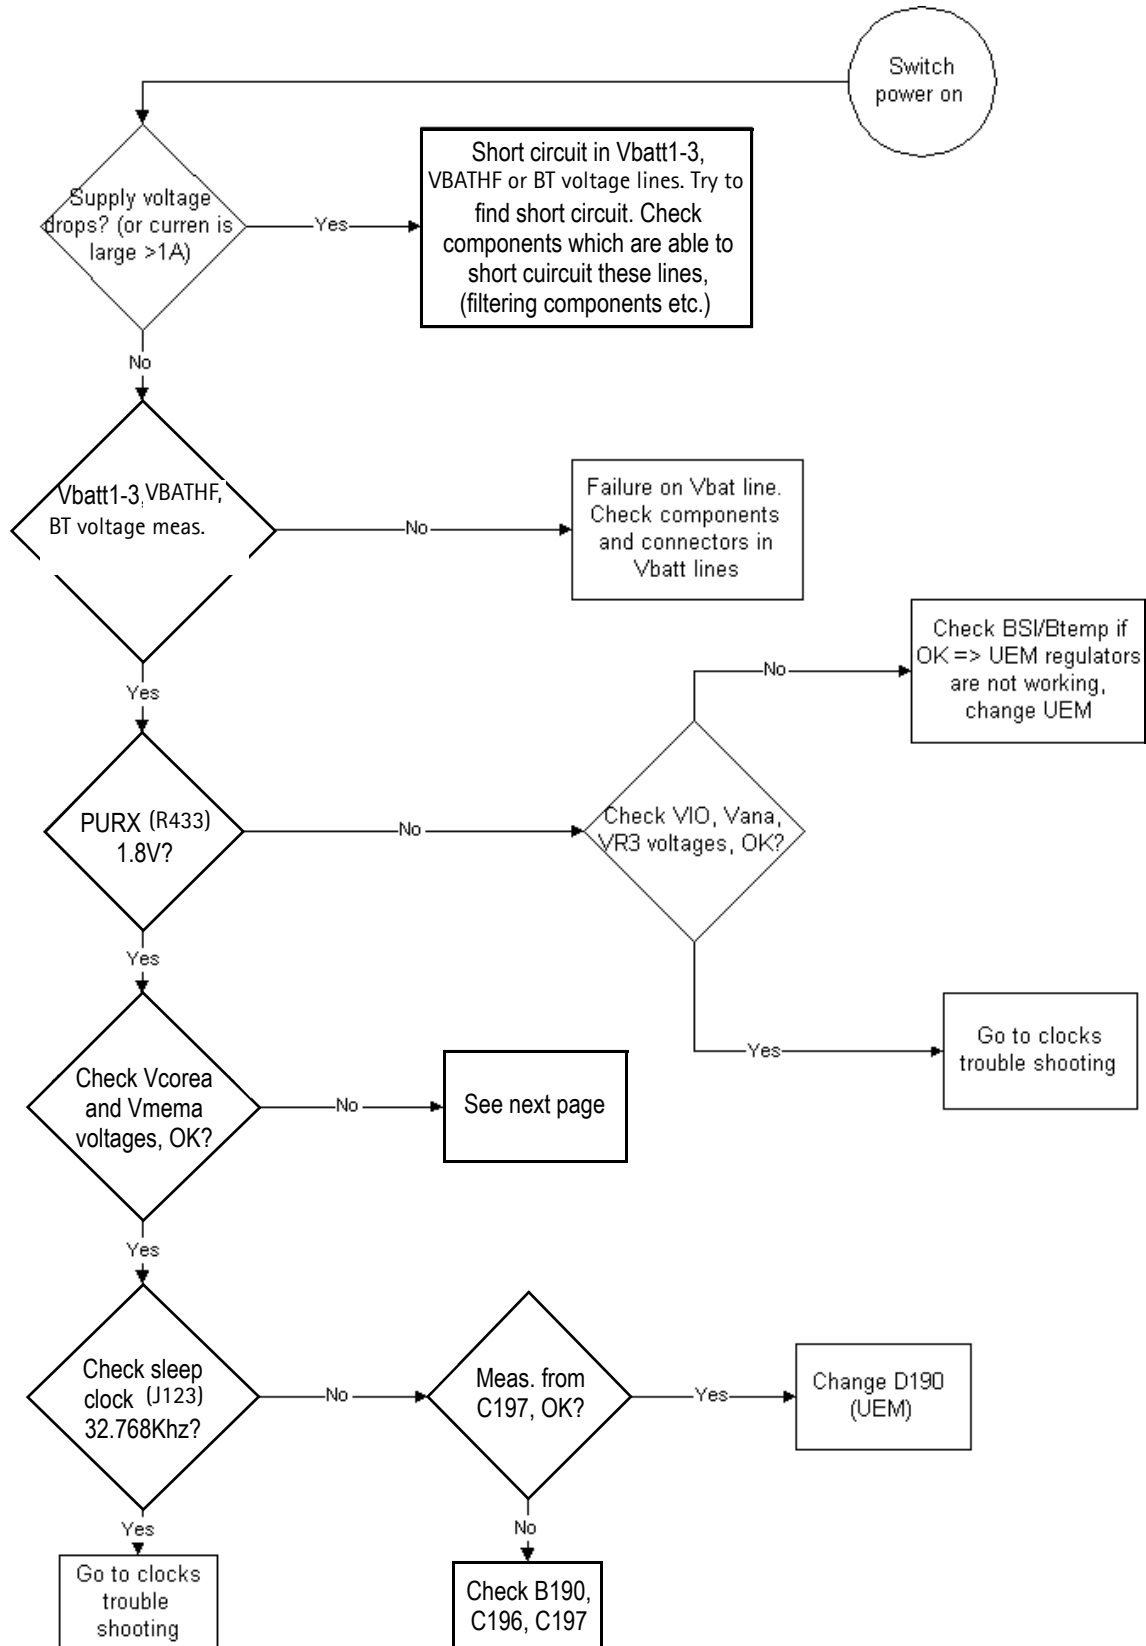 Switch
power on
Supply voltage
drops? (or curren is
large >1A)
Yes
Short circuit in Vbatt1-3,
VBATHF or BT voltage lines. Try to
find short circuit. Check
components which are able to
short cuircuit these lines,
(filtering components etc.)
No
Vbatt1-3, VBATHF,
BT voltage meas.
No
Failure on Vbat line.
Check components
and connectors in
Vbatt lines
Yes
PURX (R433)
1.8V?
No
Check VIO, Vana,
VR3 voltages, OK?
No
Check BSI/Btemp if
OK => UEM regulators
are not working,
change UEM
Yes
Go to clocks
trouble shooting
Yes
Check Vcorea
and Vmema
voltages, OK?
No
See next page
Yes
Check sleep
clock (J123)
32.768Khz?
No
Meas. from
C197, OK?
Yes
Change D190
(UEM)
No
Check B190,
C196, C197
Yes
Go to clocks
trouble
shooting